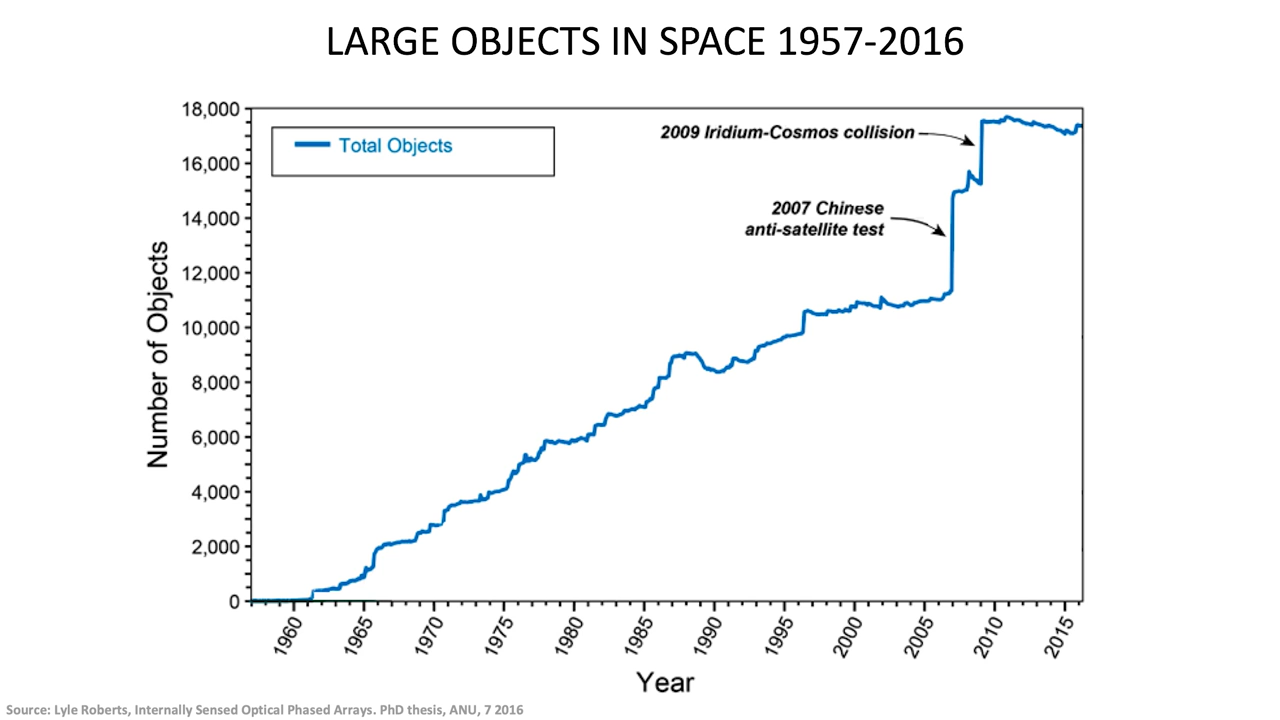 LARGE OBJECTS IN SPACE 1957-2016
18,000
16,000
14,000
12,000
10,000
8,000
6,000
4,000
2,000
0
Number of Objects
Total Objects
2009 Iridium-Cosmos collision
2007 Chinese
anti-satellite test
1960
1965
1970
1975
1980
1985
1990
1995
2000
2005
2010
2015
Year
Source: Lyle Roberts, Internally Sensed Optical Phased Arrays. PhD thesis, ANU, 7 2016